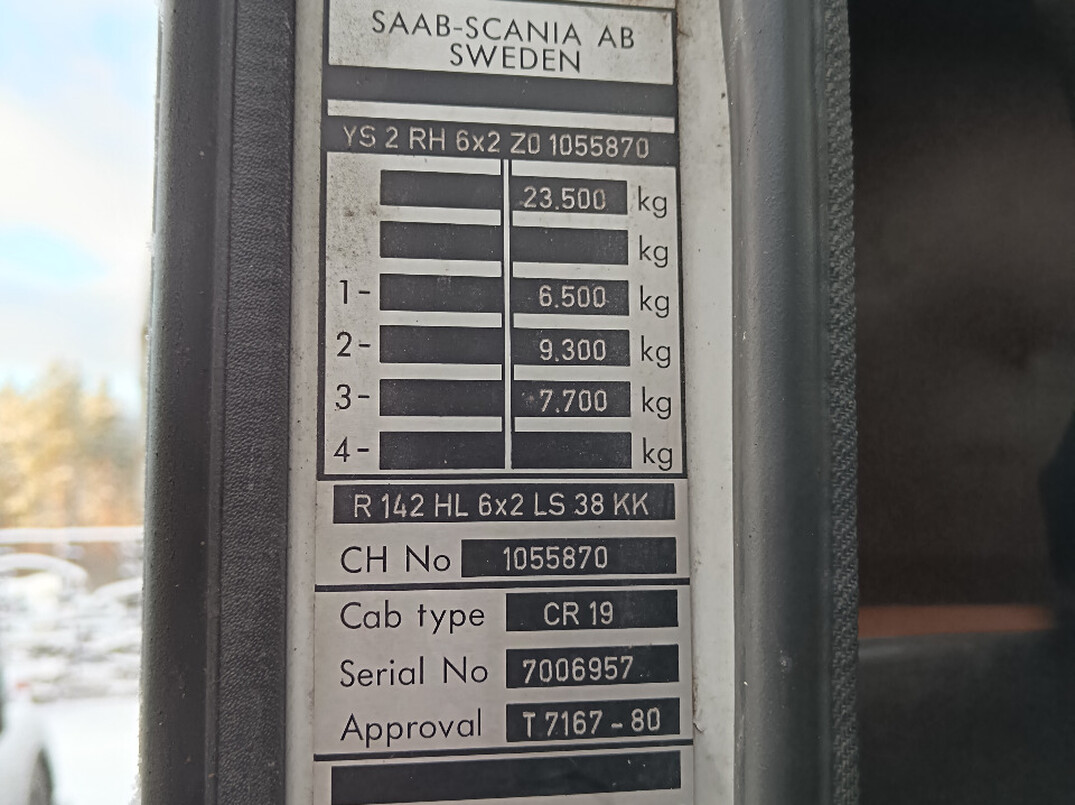 SAAB-SCANIA AB
SWEDEN
YS 2 RH 6x2 Z0 1055870
23.500 kg
kg
1- 6.500 kg
2- 9.300 kg
3- 7.700 kg
4- kg
R 142 HL 6x2 LS 38 KK
CH No 1055870
Cab type CR 19
Serial No 7006957
Approval T 7167-80